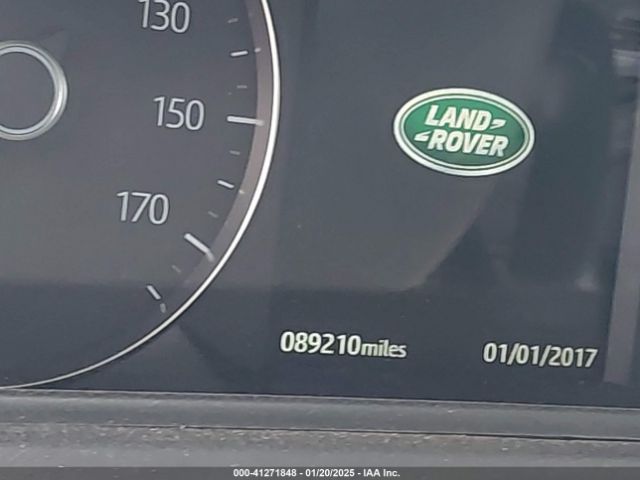 130
150
LAND
ROVER
170
089210miles
01/01/2017
000-41271848 - 01/20/2025 - IAA Inc.